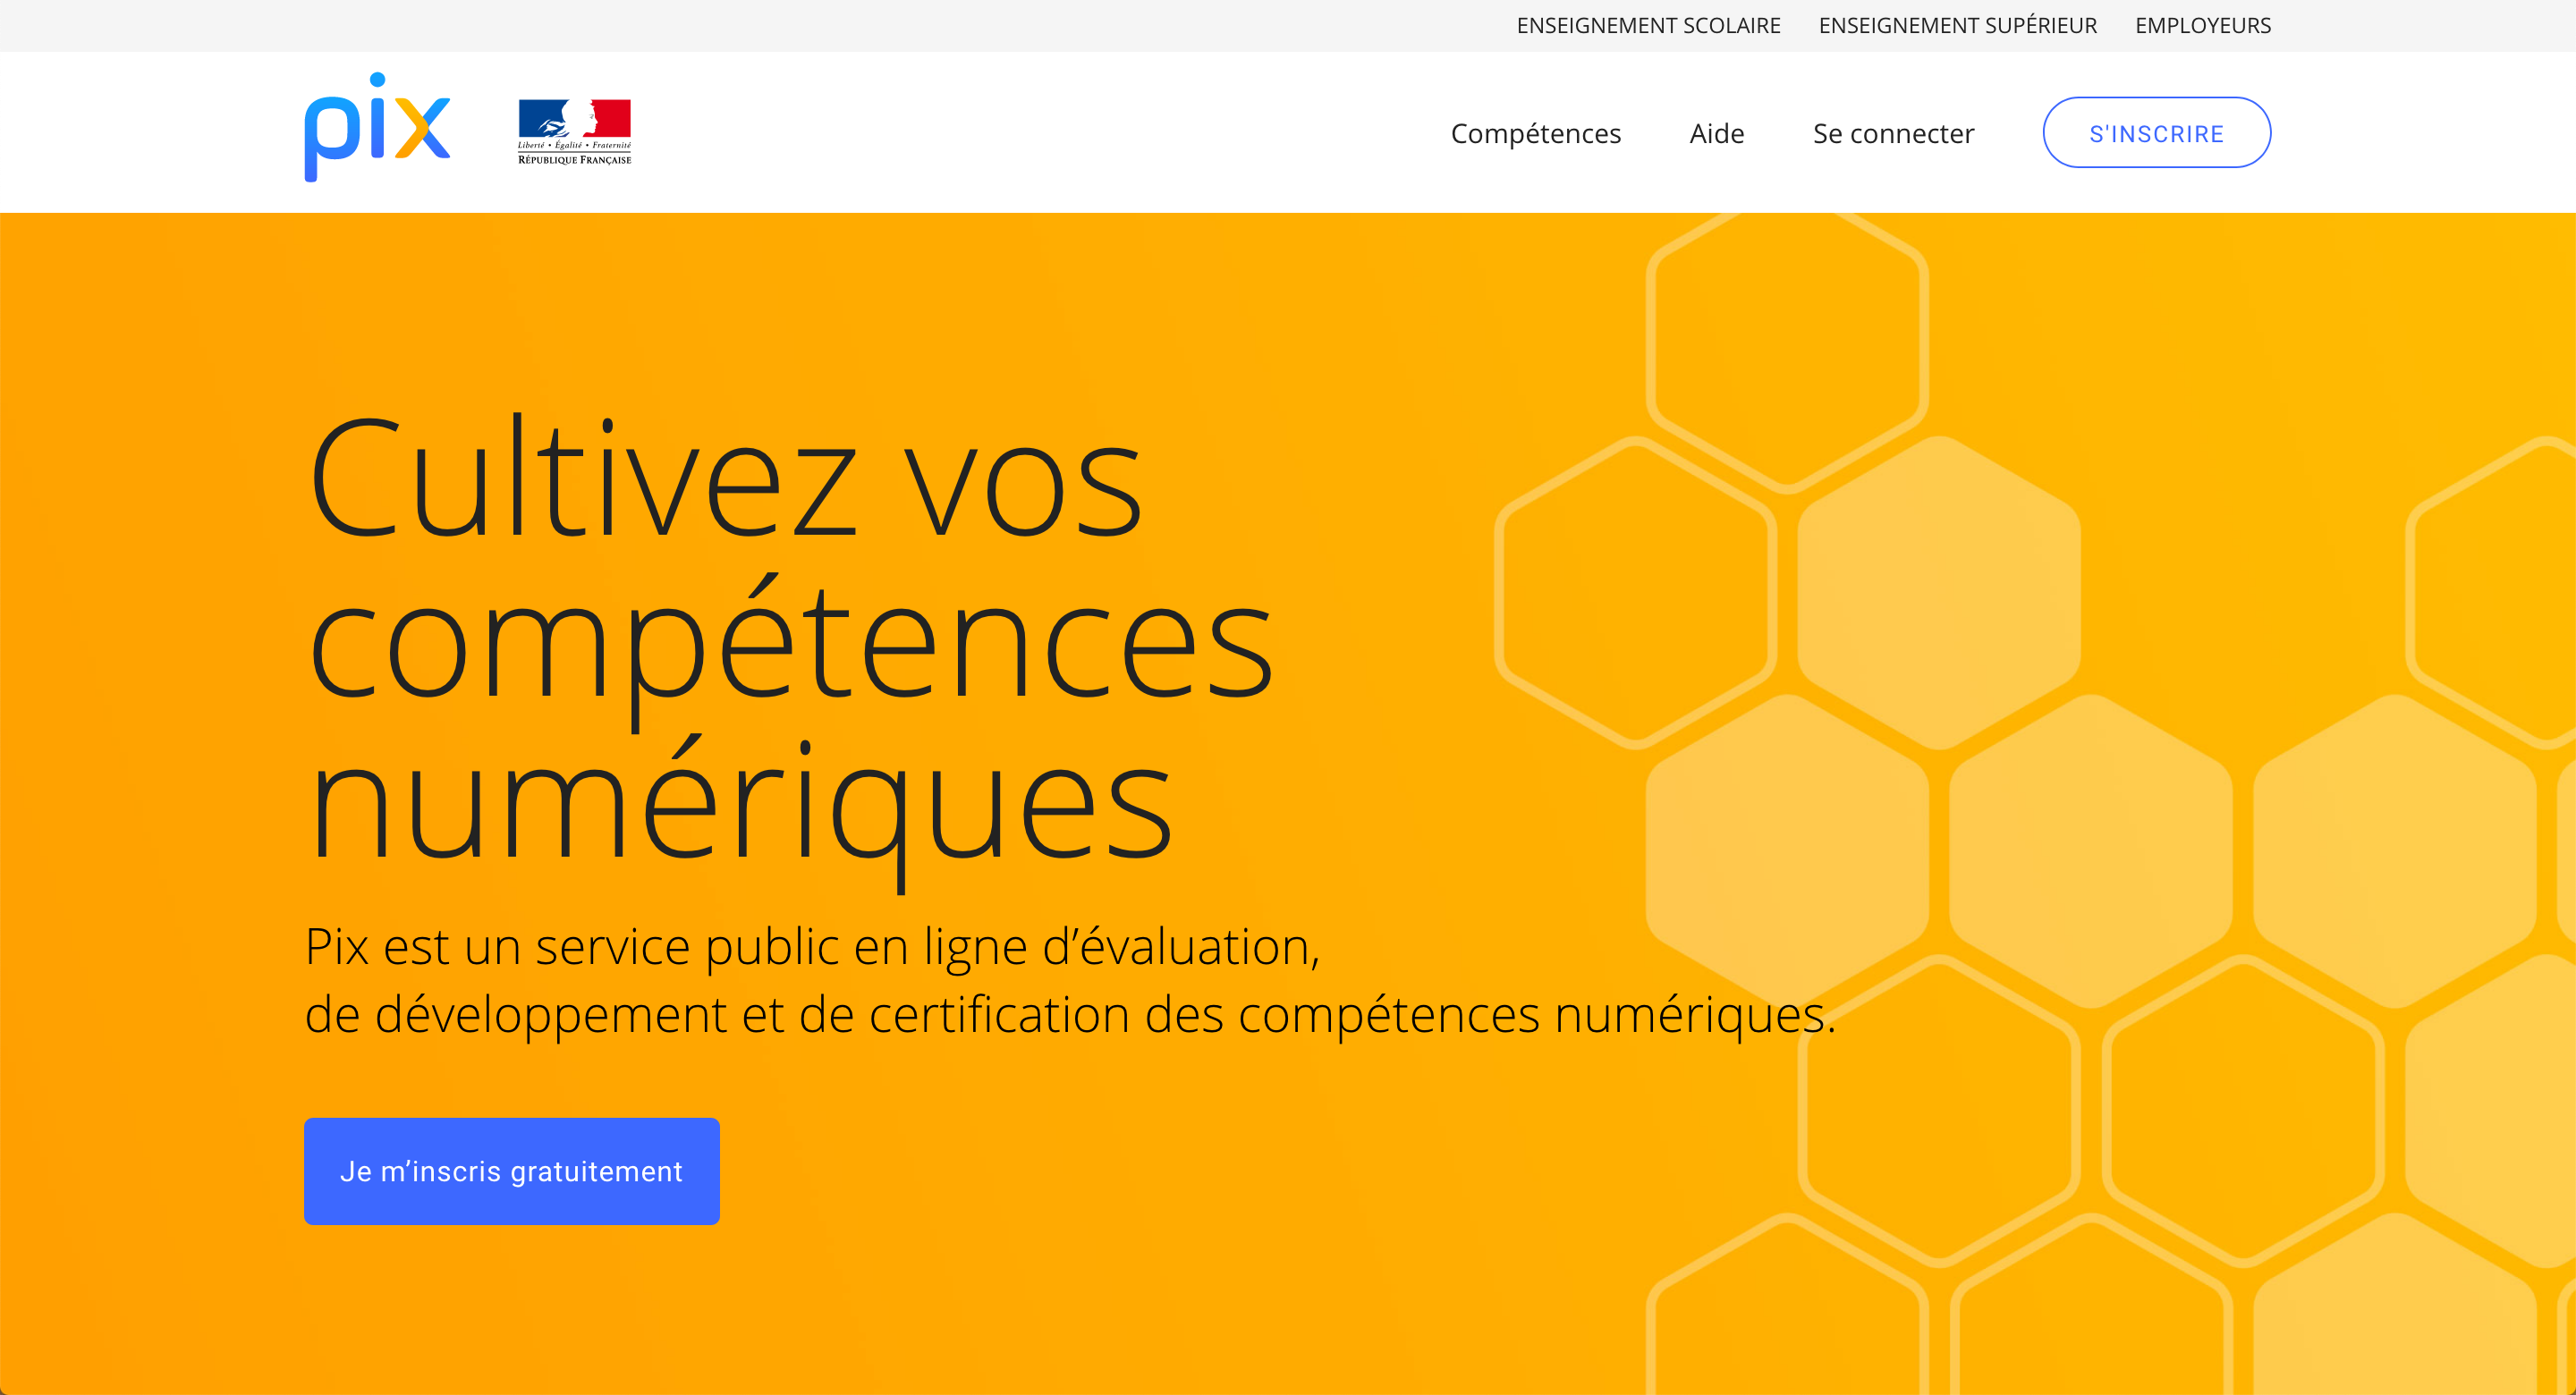 ENSEIGNEMENT SCOLAIRE ENSEIGNEMENT SUPÉRIEUR EMPLOYEURS
pix
Liberté • Égalité • Fraternité
RÉPUBLIQUE FRANÇAISE
Compétences Aide Se connecter S'INSCRIRE
Cultivez vos
compétences
numériques
Pix est un service public en ligne d’évaluation,
de développement et de certification des compétences numériques.
Je m’inscris gratuitement